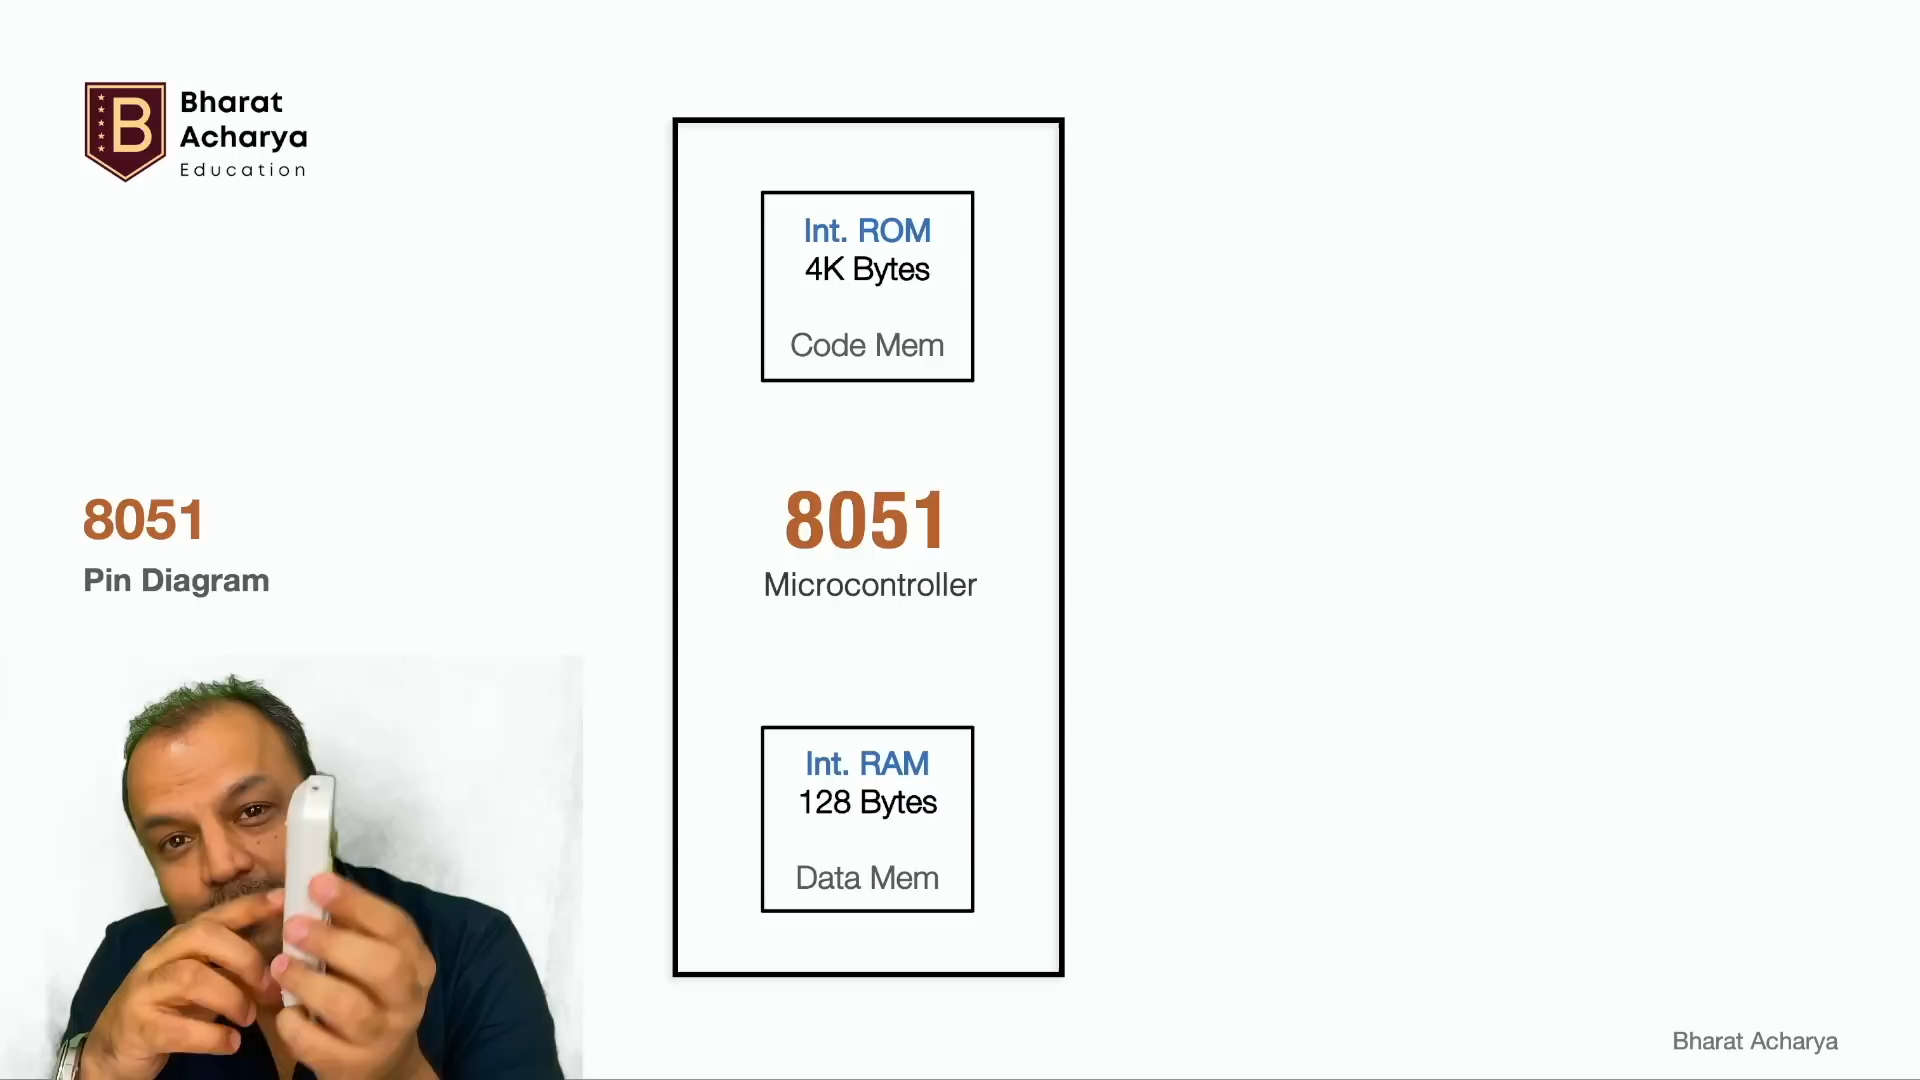 B
Bharat
Acharya
Education
8051
Pin Diagram
Int. ROM
4K Bytes
Code Mem
8051
Microcontroller
Int. RAM
128 Bytes
Data Mem
Bharat Acharya